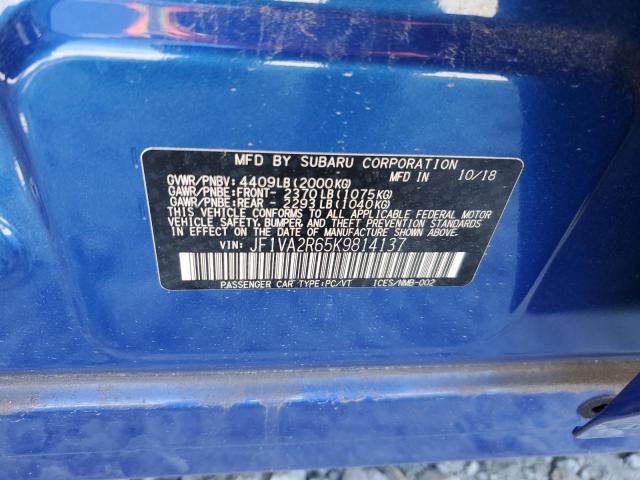 MFD BY SUBARU CORPORATION
GVWR/PNBV: 4409LB(2000KG) MFD IN 10/18
GAWR/PNBE:FRONT- 2370LB(1075KG)
GAWR/PNBE:REAR - 2293LB(1040KG)
THIS VEHICLE CONFORMS TO ALL APPLICABLE FEDERAL MOTOR
VEHICLE SAFETY, BUMPER, AND THEFT PREVENTION STANDARDS
IN EFFECT ON THE DATE OF MANUFACTURE SHOWN ABOVE.
VIN: JF1VA2R65K9814137
PASSENGER CAR TYPE:PC/VT ICES/NMB-002